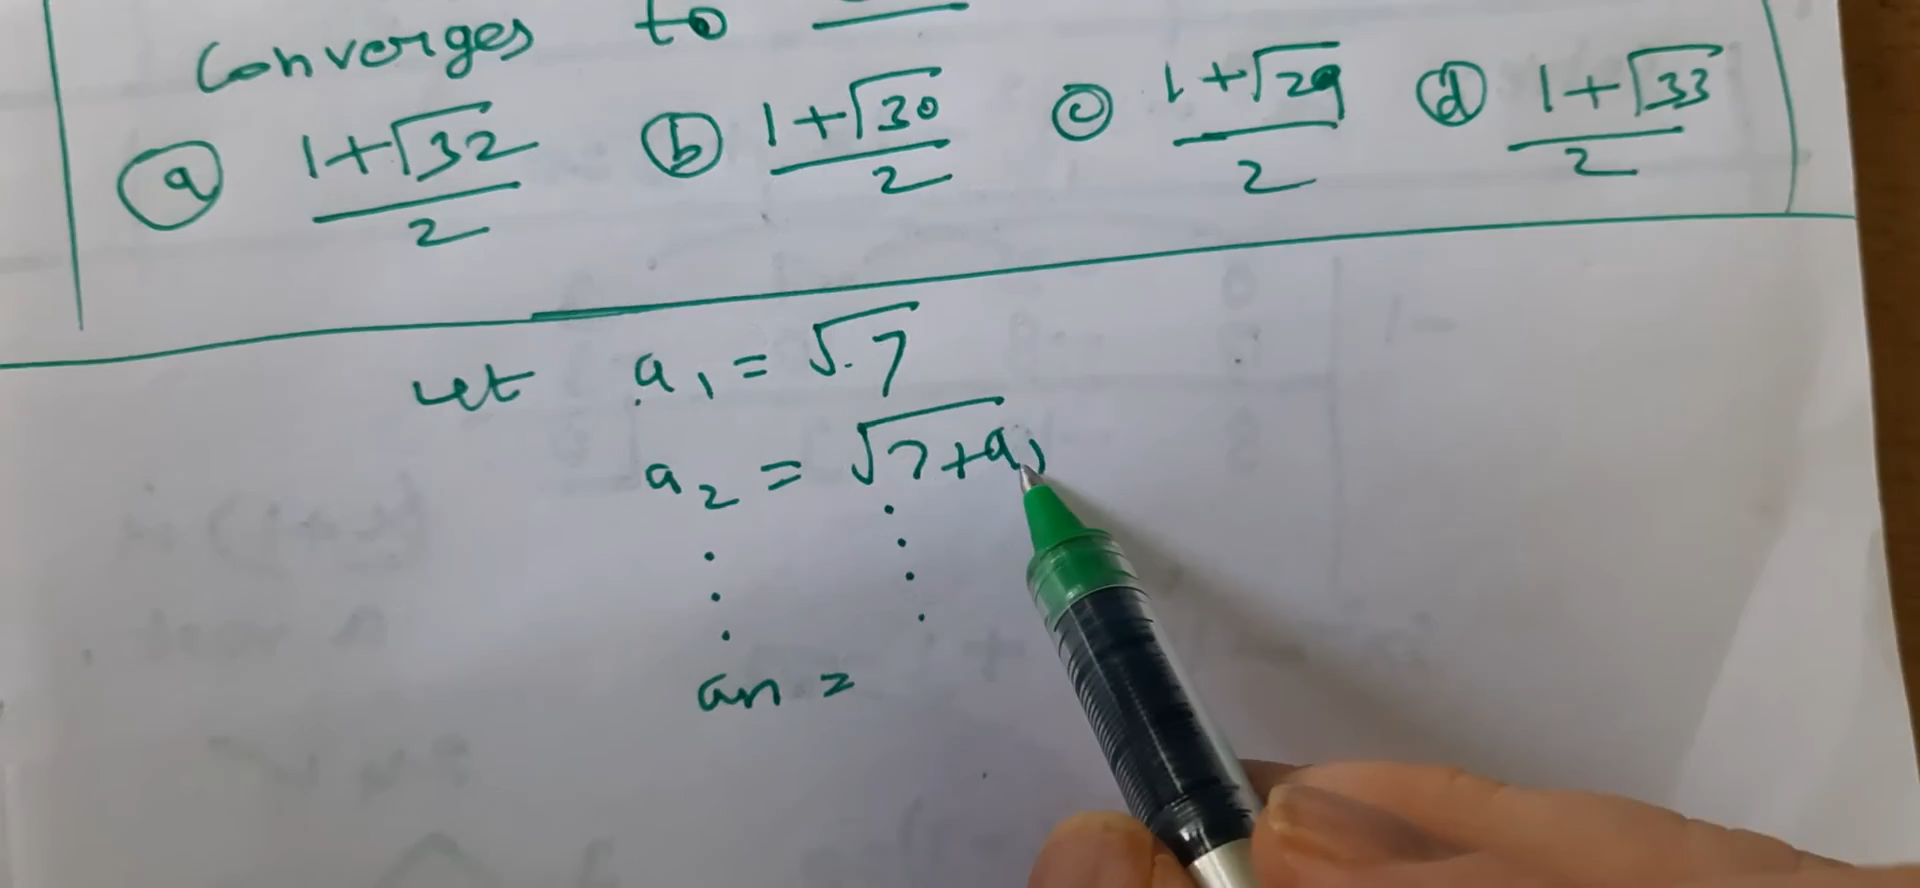 Converges to
ⓐ (1+√32)/2 ⓑ (1+√30)/2 ⓒ (1+√29)/2 ⓓ (1+√33)/2
Let a₁ = √7
a₂ = √7+a₁
. .
. .
. .
an =